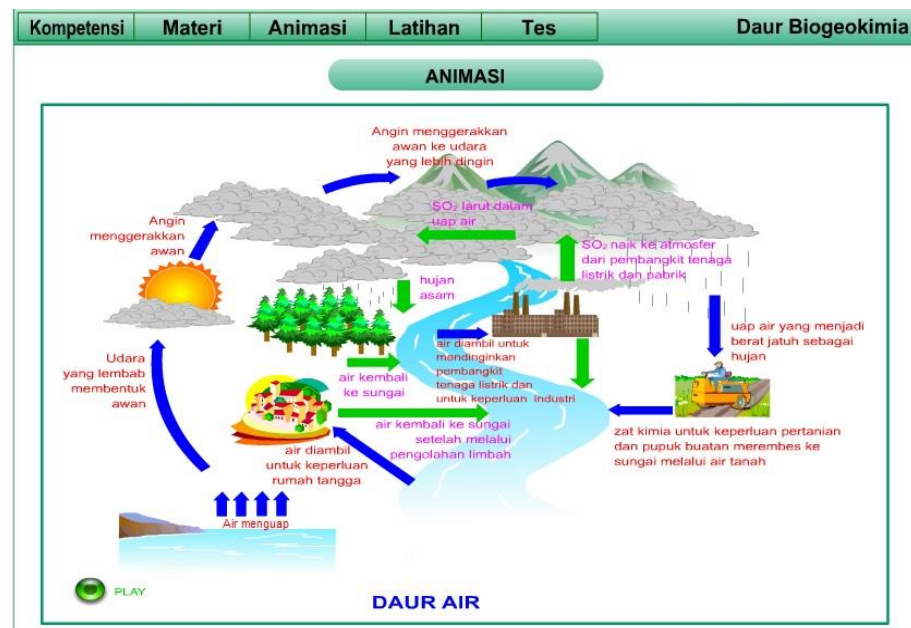 Kompetensi
Materi
Animasi
Latihan
Tes
Daur Biogeokimia
ANIMASI
Angin menggerakkan
awan ke udara
yang lebih dingin
SO₂ larut dalam
uap air
Angin
menggerakkan
awan
SO₂ naik ke atmosfer
dari pembangkit tenaga
listrik dan pabrik
hujan
asam
uap air yang menjadi
berat jatuh sebagai
hujan
Udara
yang lembab
membentuk
awan
air diambil untuk
mendinginkan
pembangkit
tenaga listrik dan
untuk keperluan industri
air kembali
ke sungai
air kembali ke sungai
setelah melalui
pengolahan limbah
zat kimia untuk keperluan pertanian
dan pupuk buatan merembes ke
sungai melalui air tanah
air diambil
untuk keperluan
rumah tangga
Air menguap
PLAY
DAUR AIR